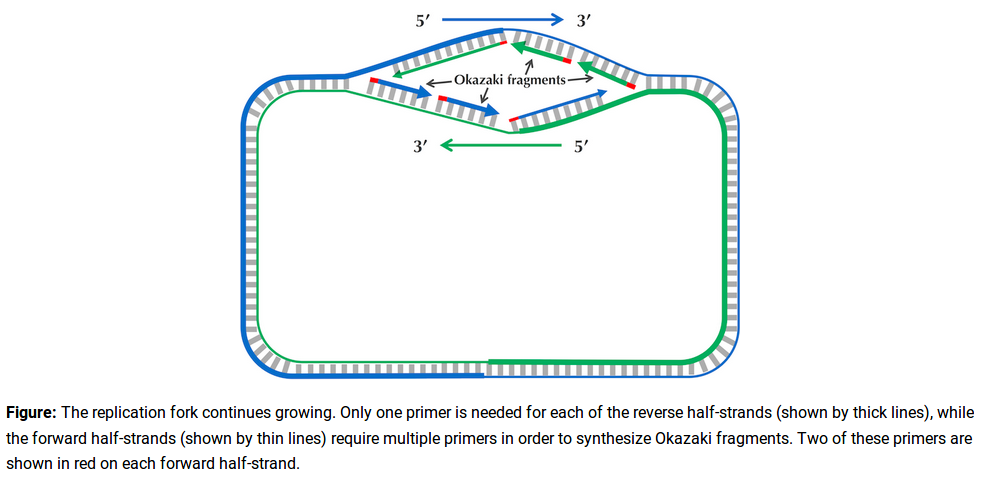 5′ 3′
Okazaki fragments
3′ 5′
Figure: The replication fork continues growing. Only one primer is needed for each of the reverse half-strands (shown by thick lines), while
the forward half-strands (shown by thin lines) require multiple primers in order to synthesize Okazaki fragments. Two of these primers are
shown in red on each forward half-strand.